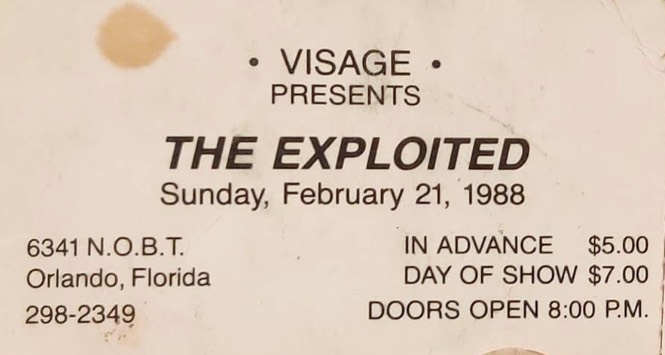 • VISAGE •
PRESENTS
THE EXPLOITED
Sunday, February 21, 1988
6341 N.O.B.T.
Orlando, Florida
298-2349
IN ADVANCE $5.00
DAY OF SHOW $7.00
DOORS OPEN 8:00 P.M.